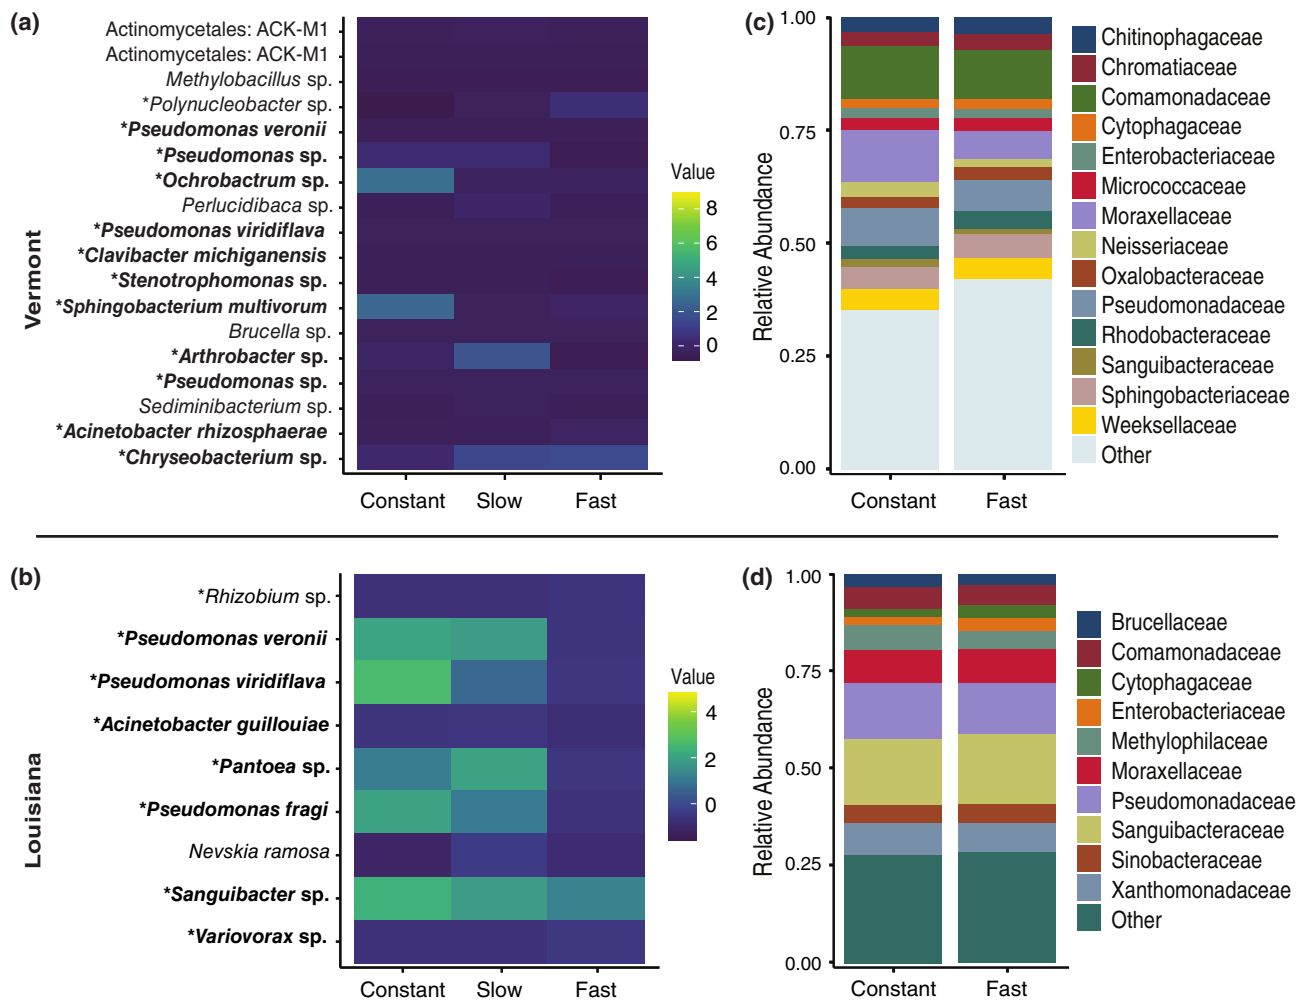 (a)
Vermont
Actinomycetales: ACK-M1
Actinomycetales: ACK-M1
Methylobacillus sp.
*Polynucleobacter sp.
*Pseudomonas veronii
*Pseudomonas sp.
*Ochrobactrum sp.
Perlucidibaca sp.
*Pseudomonas viridiflava
*Clavibacter michiganensis
*Stenotrophomonas sp.
*Sphingobacterium multivorum
Brucella sp.
*Arthrobacter sp.
*Pseudomonas sp.
Sediminibacterium sp.
*Acinetobacter rhizosphaerae
*Chryseobacterium sp.
Constant Slow Fast
Value
8
6
4
2
0
(c)
Relative Abundance
1.00
0.75
0.50
0.25
0.00
Constant Fast
Chitinophagaceae
Chromatiaceae
Comamonadaceae
Cytophagaceae
Enterobacteriaceae
Micrococcaceae
Moraxellaceae
Neisseriaceae
Oxalobacteraceae
Pseudomonadaceae
Rhodobacteraceae
Sanguibacteraceae
Sphingobacteriaceae
Weeksellaceae
Other
(b)
Louisiana
*Rhizobium sp.
*Pseudomonas veronii
*Pseudomonas viridiflava
*Acinetobacter guillouiae
*Pantoea sp.
*Pseudomonas fragi
Nevskia ramosa
*Sanguibacter sp.
*Variovorax sp.
Constant Slow Fast
Value
4
2
0
(d)
Relative Abundance
1.00
0.75
0.50
0.25
0.00
Constant Fast
Brucellaceae
Comamonadaceae
Cytophagaceae
Enterobacteriaceae
Methylophilaceae
Moraxellaceae
Pseudomonadaceae
Sanguibacteraceae
Sinobacteraceae
Xanthomonadaceae
Other